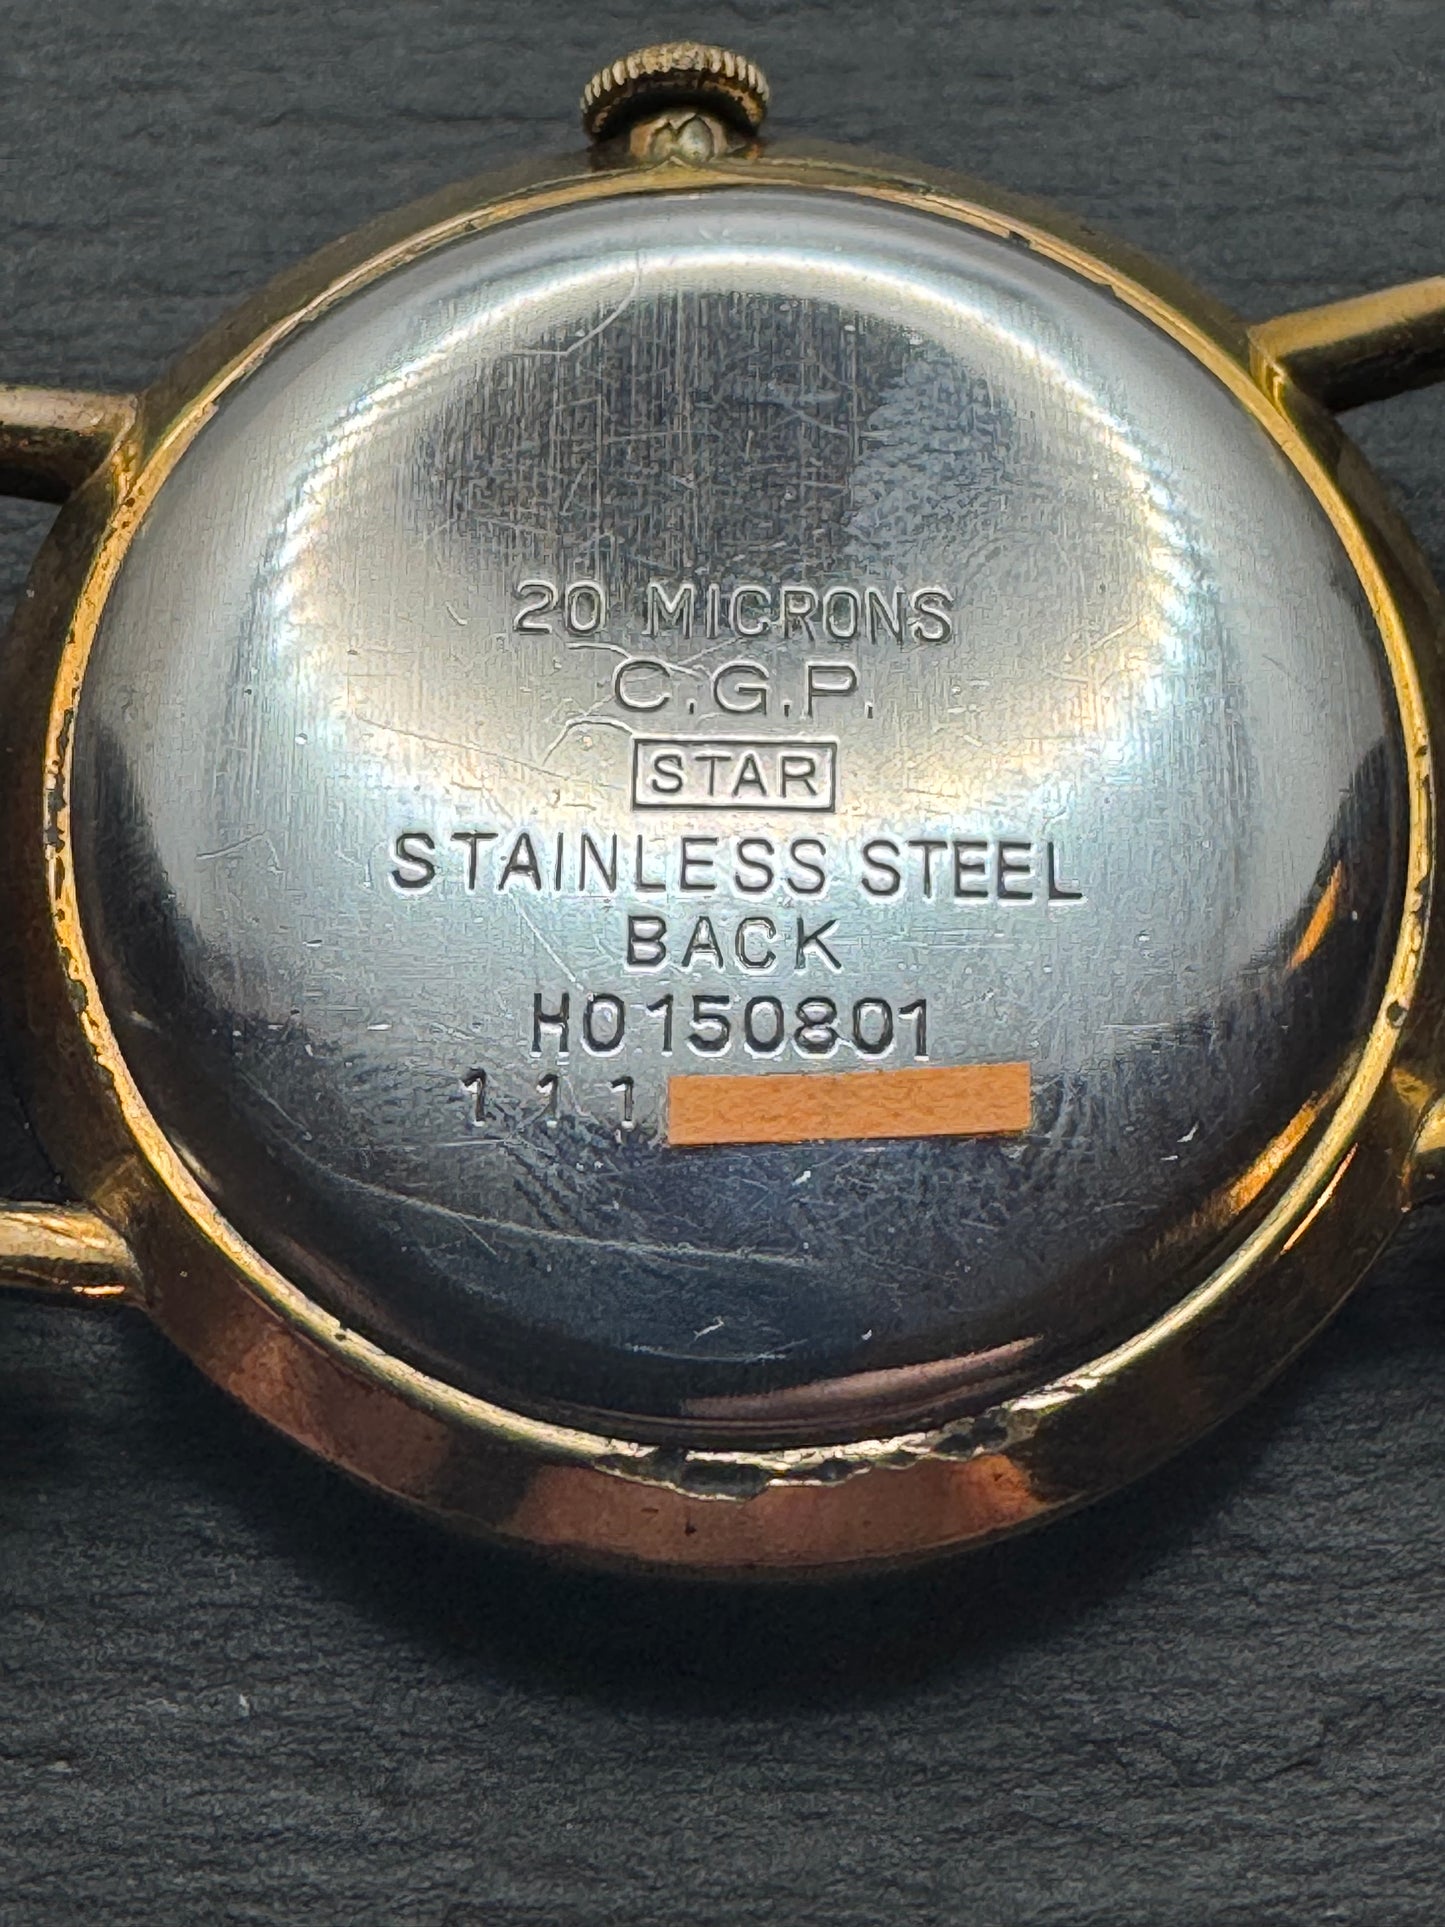 20 MICRONS
C.G.P.
STAR
STAINLESS STEEL
BACK
H0150801
111